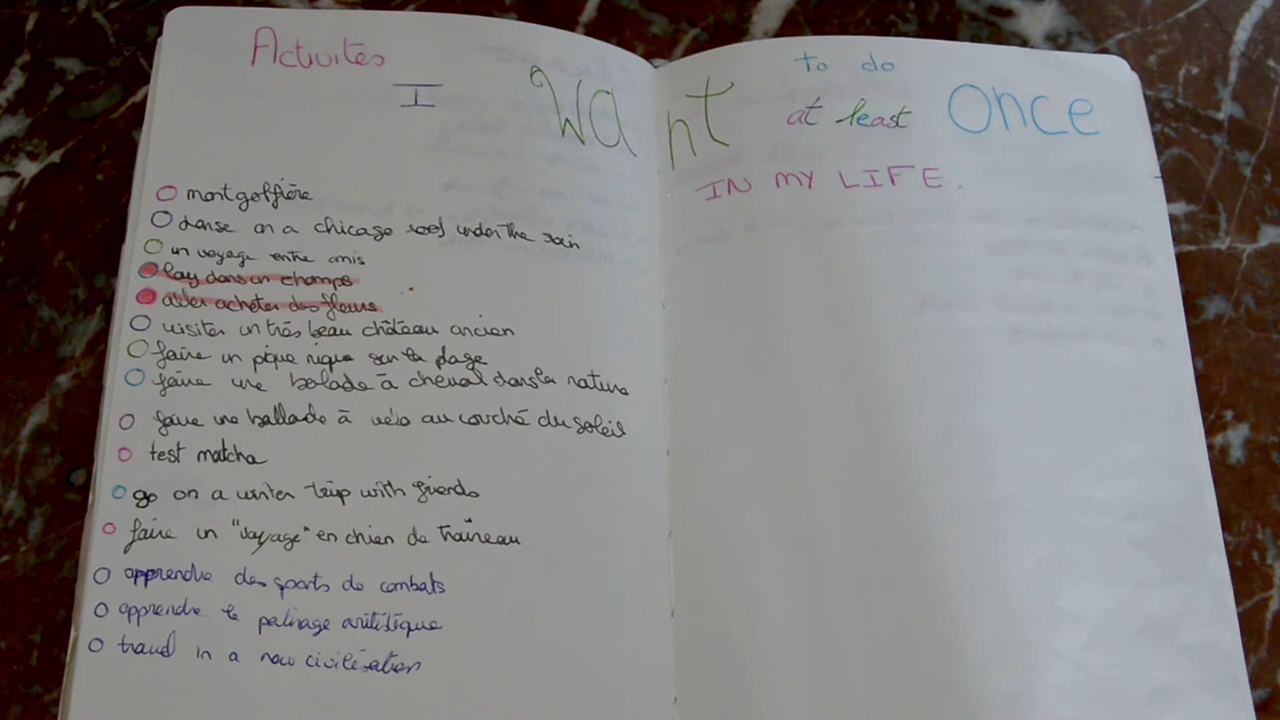 Activités
I Want
to do
at least Once
IN MY LIFE.
montgolfière
danse on a chicago roof under the rain
un voyage entre amis
lay dans un champs
aller acheter des fleurs
visiter un très beau château ancien
faire un pique nique sur la plage
faire une balade à cheval dans la nature
faire une ballade à vélo au couché du soleil
test matcha
go on a winter trip with friends
faire un "voyage" en chien de traîneau
apprendre des sports de combats
apprendre le patinage
in a new civilisation